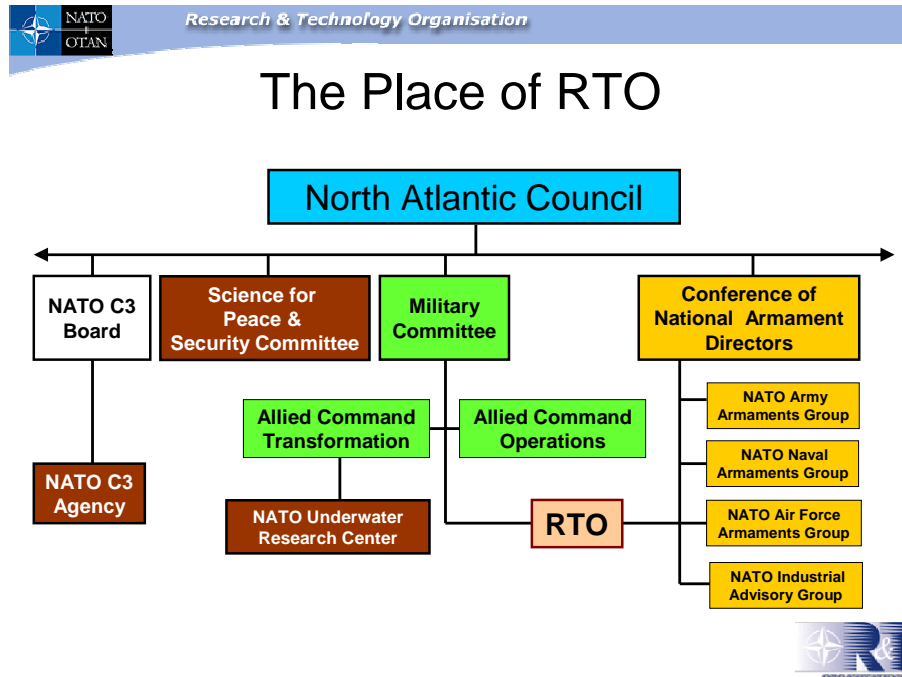 NATO
OTAN
Research & Technology Organisation
The Place of RTO
North Atlantic Council
NATO C3
Board
Science for
Peace &
Security Committee
Military
Committee
Conference of
National Armament
Directors
NATO Army
Armaments Group
Allied Command
Transformation
Allied Command
Operations
NATO Naval
Armaments Group
NATO C3
Agency
NATO Underwater
Research Center
RTO
NATO Air Force
Armaments Group
NATO Industrial
Advisory Group
R&